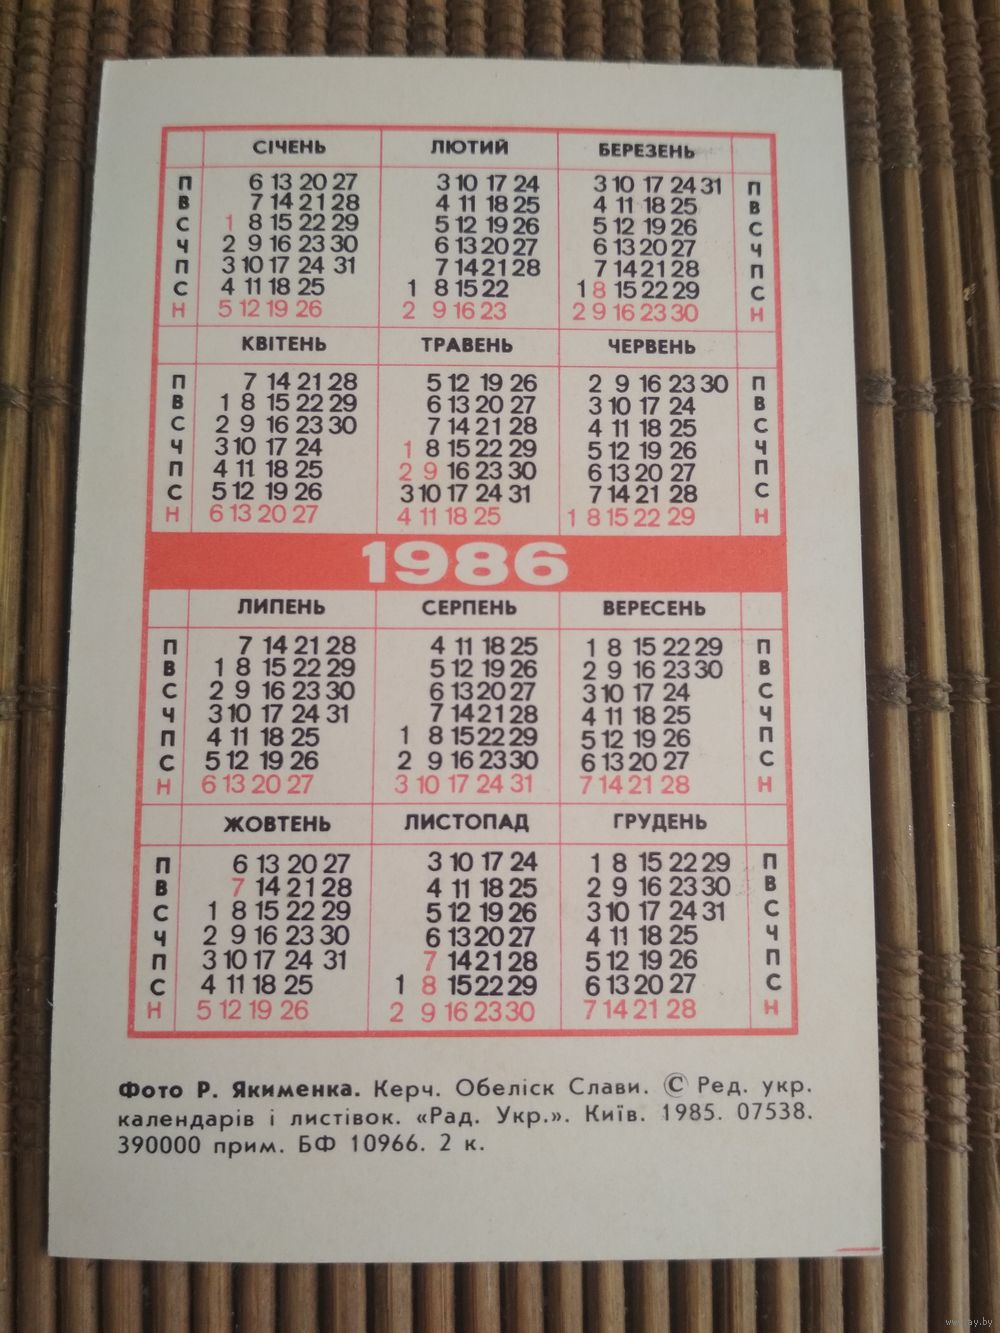 СІЧЕНЬ ЛЮТИЙ БЕРЕЗЕНЬ
П 6 13 20 27 3 10 17 24 3 10 17 24 31 П
В 7 14 21 28 4 11 18 25 4 11 18 25 В
С 1 8 15 22 29 5 12 19 26 5 12 19 26 С
Ч 2 9 16 23 30 6 13 20 27 6 13 20 27 Ч
П 3 10 17 24 31 7 14 21 28 7 14 21 28 П
С 4 11 18 25 1 8 15 22 1 8 15 22 29 С
Н 5 12 19 26 2 9 16 23 2 9 16 23 30 Н
КВІТЕНЬ ТРАВЕНЬ ЧЕРВЕНЬ
П 7 14 21 28 5 12 19 26 2 9 16 23 30 П
В 1 8 15 22 29 6 13 20 27 3 10 17 24 В
С 2 9 16 23 30 7 14 21 28 4 11 18 25 С
Ч 3 10 17 24 1 8 15 22 29 5 12 19 26 Ч
П 4 11 18 25 2 9 16 23 30 6 13 20 27 П
С 5 12 19 26 3 10 17 24 31 7 14 21 28 С
Н 6 13 20 27 4 11 18 25 1 8 15 22 29 Н
1986
ЛИПЕНЬ СЕРПЕНЬ ВЕРЕСЕНЬ
П 7 14 21 28 4 11 18 25 1 8 15 22 29 П
В 1 8 15 22 29 5 12 19 26 2 9 16 23 30 В
С 2 9 16 23 30 6 13 20 27 3 10 17 24 С
Ч 3 10 17 24 31 7 14 21 28 4 11 18 25 Ч
П 4 11 18 25 1 8 15 22 29 5 12 19 26 П
С 5 12 19 26 2 9 16 23 30 6 13 20 27 С
Н 6 13 20 27 3 10 17 24 31 7 14 21 28 Н
ЖОВТЕНЬ ЛИСТОПАД ГРУДЕНЬ
П 6 13 20 27 3 10 17 24 1 8 15 22 29 П
В 7 14 21 28 4 11 18 25 2 9 16 23 30 В
С 1 8 15 22 29 5 12 19 26 3 10 17 24 31 С
Ч 2 9 16 23 30 6 13 20 27 4 11 18 25 Ч
П 3 10 17 24 31 7 14 21 28 5 12 19 26 П
С 4 11 18 25 1 8 15 22 29 6 13 20 27 С
Н 5 12 19 26 2 9 16 23 30 7 14 21 28 Н
Фото Р. Якименка. Керч. Обеліск Слави. © Ред. укр.
календарів і листівок. «Рад. Укр.». Київ. 1985. 07538.
390000 прим. БФ 10966. 2 к.